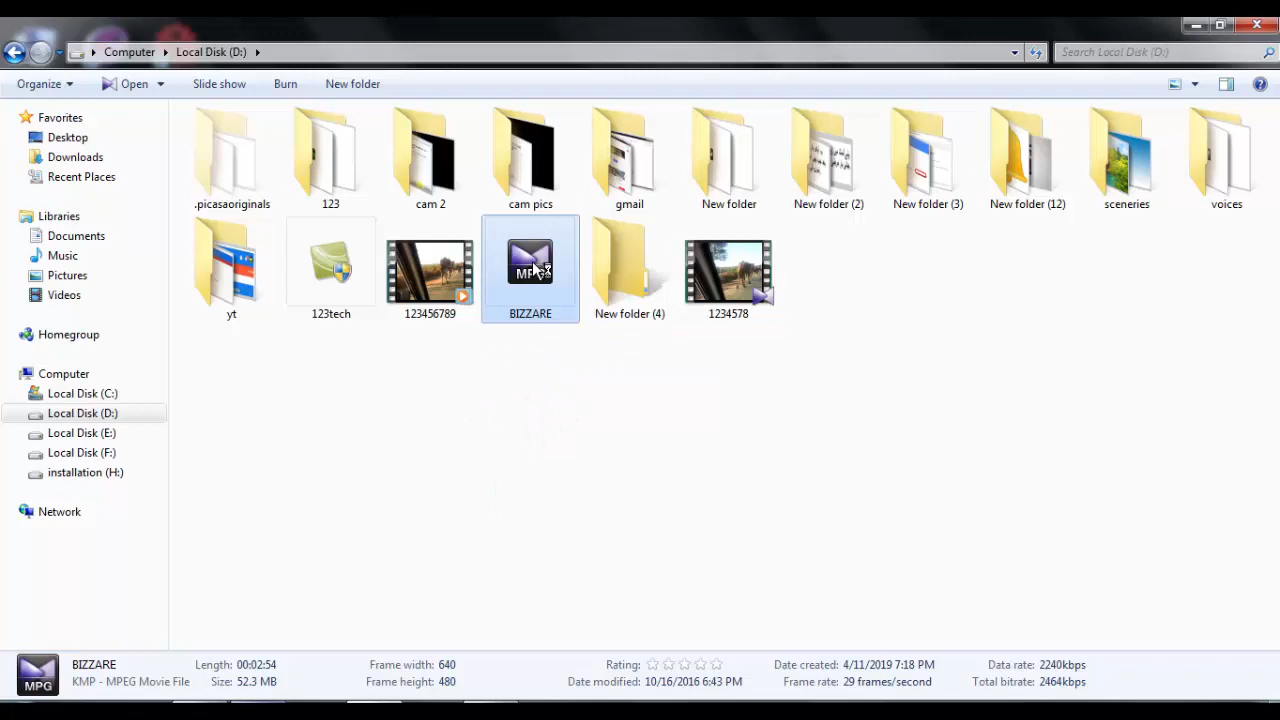 Computer Local Disk (D:)
Search Local Disk (D:)
Organize Open Slide show Burn New folder
Favorites
Desktop
Downloads
Recent Places
Libraries
Documents
Music
Pictures
Videos
Homegroup
Computer
Local Disk (C:)
Local Disk (D:)
Local Disk (E:)
Local Disk (F:)
installation (H:)
Network
.picasaoriginals 123 cam 2 cam pics gmail New folder New folder (2) New folder (3) New folder (12) sceneries voices
MPG
yt 123tech 123456789 BIZZARE New folder (4) 1234578
MPG
BIZZARE Length: 00:02:54 Frame width: 640 Rating: Date created: 4/11/2019 7:18 PM Data rate: 2240kbps
KMP - MPEG Movie File Size: 52.3 MB Frame height: 480 Date modified: 10/16/2016 6:43 PM Frame rate: 29 frames/second Total bitrate: 2464kbps